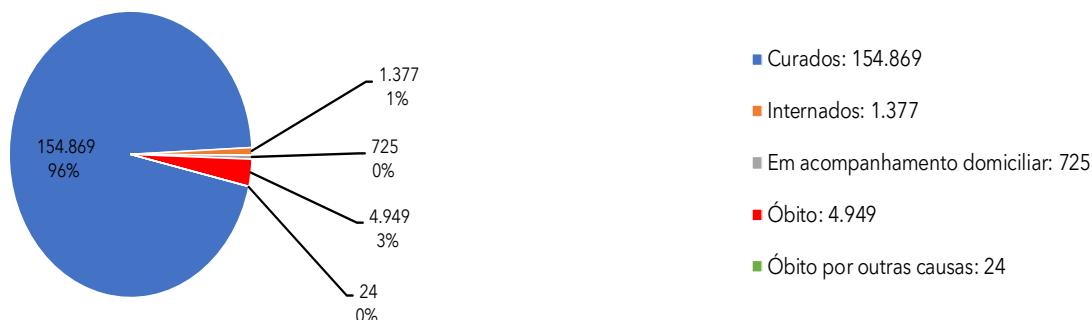 154.869
96%
1.377
1%
725
0%
4.949
3%
24
0%
Curados: 154.869
Internados: 1.377
Em acompanhamento domiciliar: 725
Óbito: 4.949
Óbito por outras causas: 24